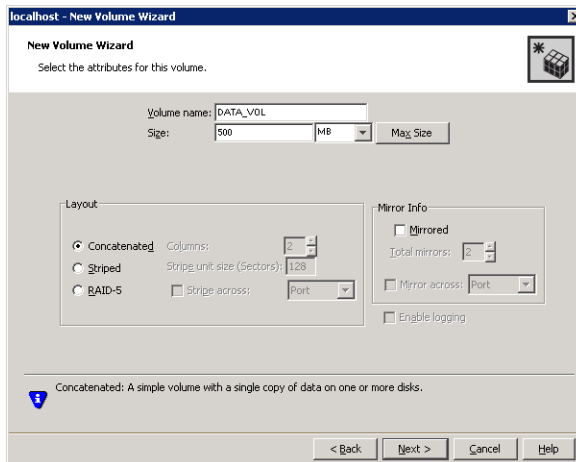 localhost - New Volume Wizard
New Volume Wizard
Select the attributes for this volume.
Volume name: DATA_VOL
Size: 500 MB Max Size
Layout
Concatenated Columns: 2
Striped Stripe unit size (Sectors): 128
RAID-5 Stripe across: Port
Mirror Info
Mirrored
Total mirrors: 2
Mirror across: Port
Enable logging
Concatenated: A simple volume with a single copy of data on one or more disks.
< Back Next > Cancel Help